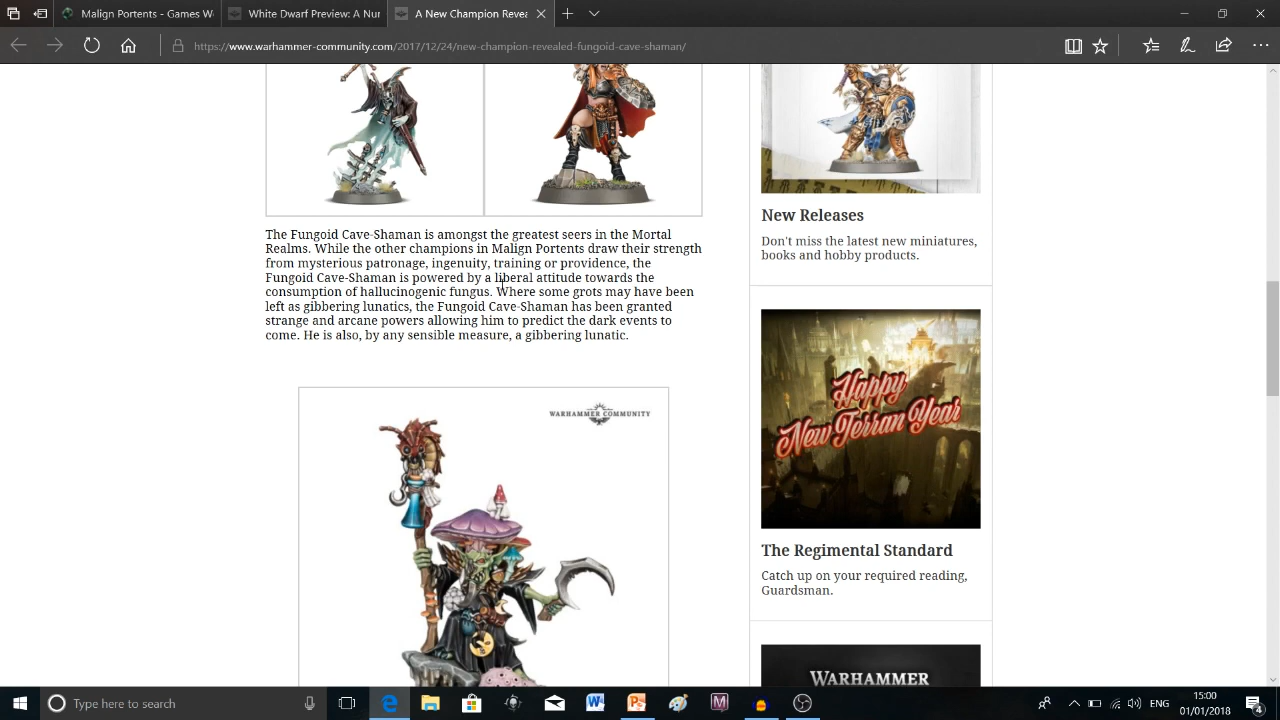 Malign Portents - Games W
White Dwarf Preview: A Nur
A New Champion Revea
https://www.warhammer-community.com/2017/12/24/new-champion-revealed-fungoid-cave-shaman/
The Fungoid Cave-Shaman is amongst the greatest seers in the Mortal
Realms. While the other champions in Malign Portents draw their strength
from mysterious patronage, ingenuity, training or providence, the
Fungoid Cave-Shaman is powered by a liberal attitude towards the
consumption of hallucinogenic fungus. Where some grots may have been
left as gibbering lunatics, the Fungoid Cave-Shaman has been granted
strange and arcane powers allowing him to predict the dark events to
come. He is also, by any sensible measure, a gibbering lunatic.
WARHAMMER COMMUNITY
New Releases
Don't miss the latest new miniatures,
books and hobby products.
Happy
New Terran Year
The Regimental Standard
Catch up on your required reading,
Guardsman.
WARHAMMER
Type here to search
ENG
15:00
01/01/2018
4